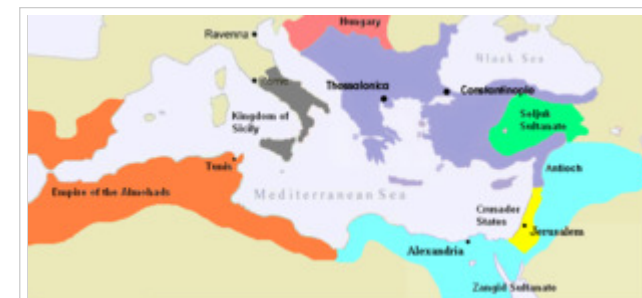 Hungary
Ravenna
Black Sea
Rome
Thessalonica
Constantinople
Kingdom of
Sicily
Seljuk
Sultanate
Tunis
Antioch
Empire of the Almohads
Mediterranean Sea
Crusader
States
Jerusalem
Alexandria
Zangid Sultanate